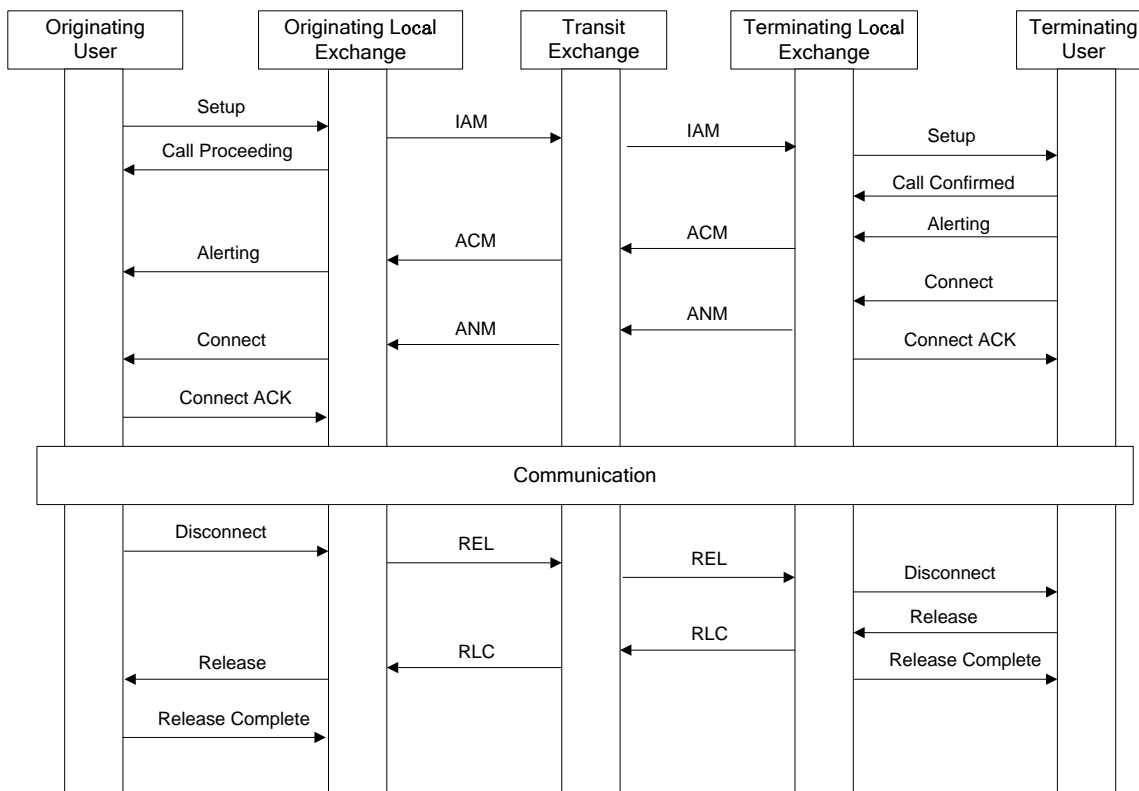 Originating
User
Originating Local
Exchange
Transit
Exchange
Terminating Local
Exchange
Terminating
User
Setup
IAM
IAM
Setup
Call Proceeding
Call Confirmed
Alerting
ACM
ACM
Alerting
Connect
ANM
ANM
Connect
Connect ACK
Connect ACK
Communication
Disconnect
REL
REL
Disconnect
Release
RLC
RLC
Release
Release Complete
Release Complete